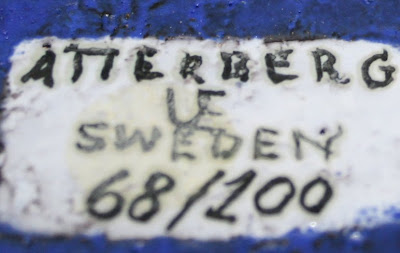 ATTERBERG
UE
SWEDEN
68/100